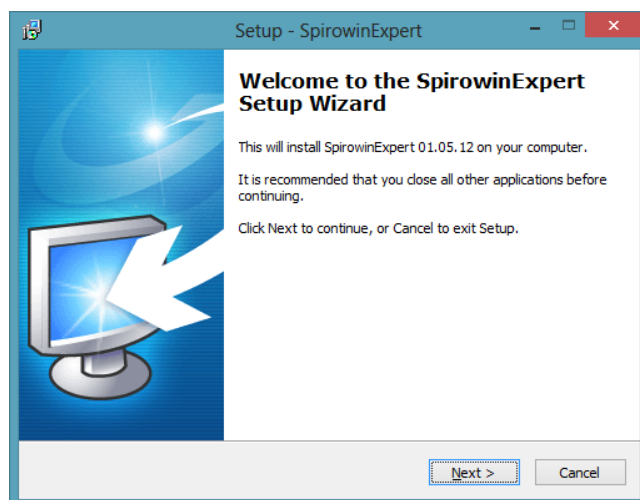 Setup - SpirowinExpert
Welcome to the SpirowinExpert
Setup Wizard
This will install SpirowinExpert 01.05.12 on your computer.
It is recommended that you close all other applications before
continuing.
Click Next to continue, or Cancel to exit Setup.
Next >
Cancel